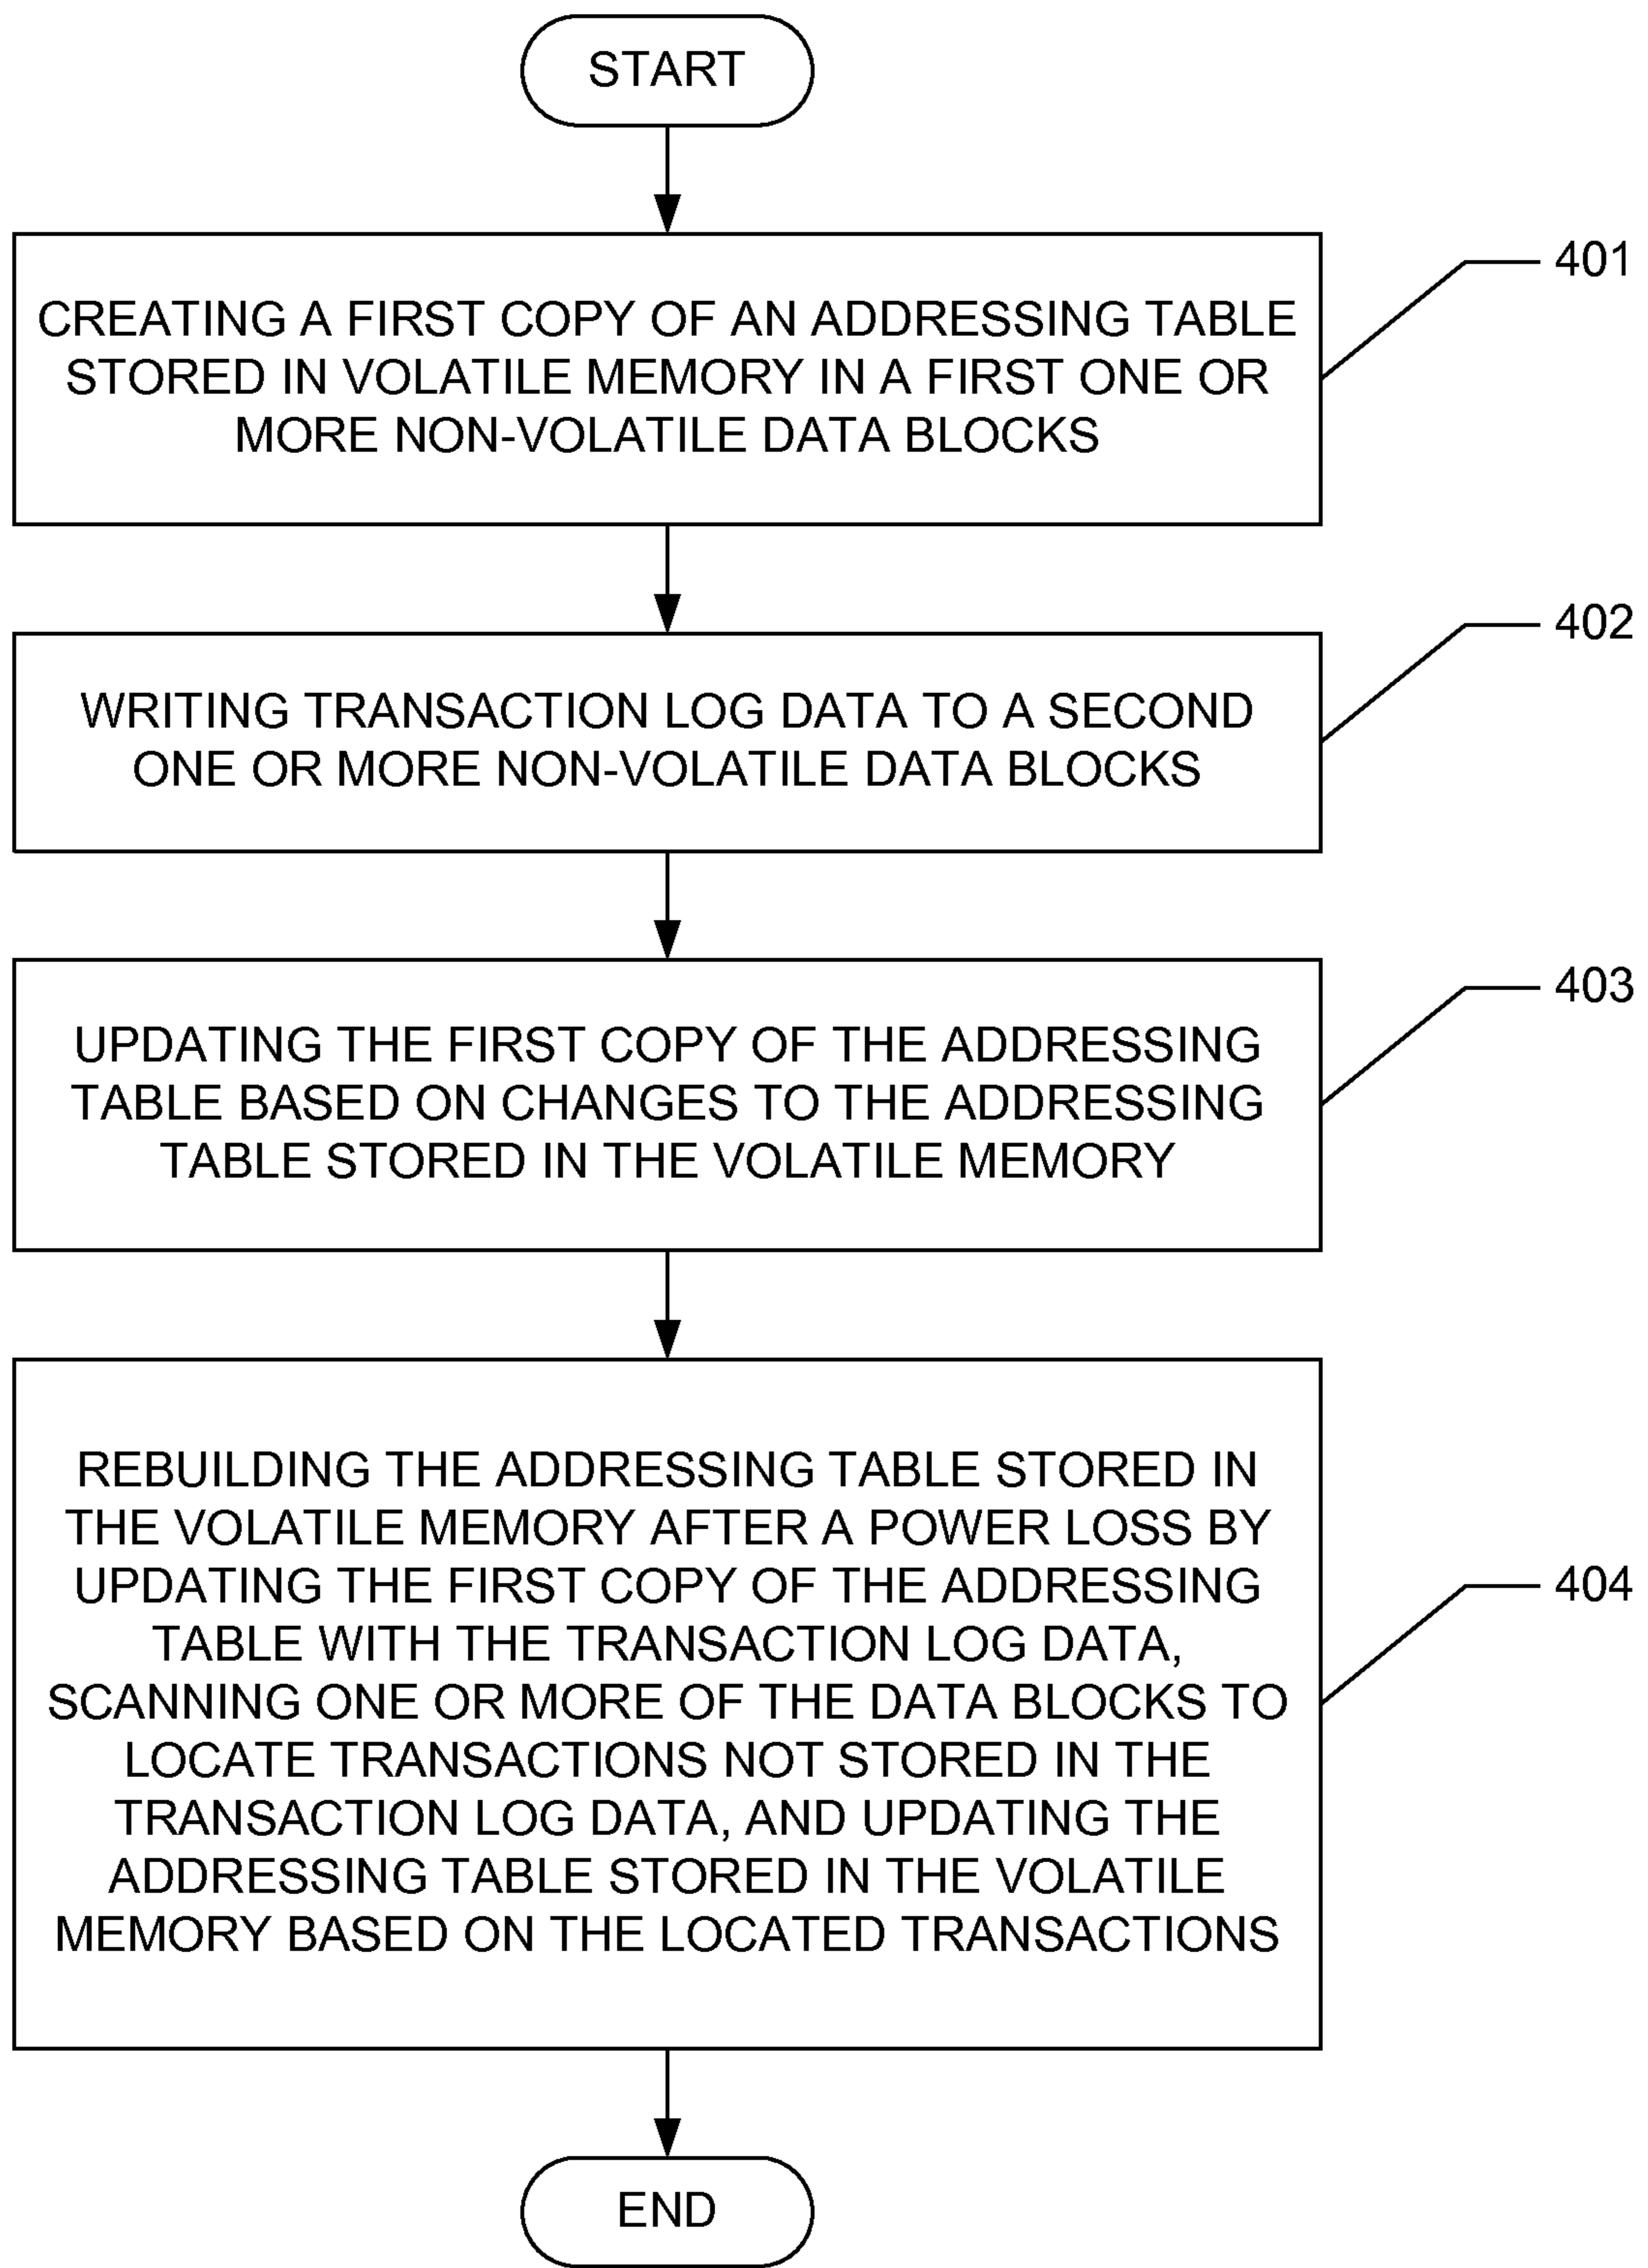 START
CREATING A FIRST COPY OF AN ADDRESSING TABLE
STORED IN VOLATILE MEMORY IN A FIRST ONE OR
MORE NON-VOLATILE DATA BLOCKS
401
WRITING TRANSACTION LOG DATA TO A SECOND
ONE OR MORE NON-VOLATILE DATA BLOCKS
402
UPDATING THE FIRST COPY OF THE ADDRESSING
TABLE BASED ON CHANGES TO THE ADDRESSING
TABLE STORED IN THE VOLATILE MEMORY
403
REBUILDING THE ADDRESSING TABLE STORED IN
THE VOLATILE MEMORY AFTER A POWER LOSS BY
UPDATING THE FIRST COPY OF THE ADDRESSING
TABLE WITH THE TRANSACTION LOG DATA,
SCANNING ONE OR MORE OF THE DATA BLOCKS TO
LOCATE TRANSACTIONS NOT STORED IN THE
TRANSACTION LOG DATA, AND UPDATING THE
ADDRESSING TABLE STORED IN THE VOLATILE
MEMORY BASED ON THE LOCATED TRANSACTIONS
404
END